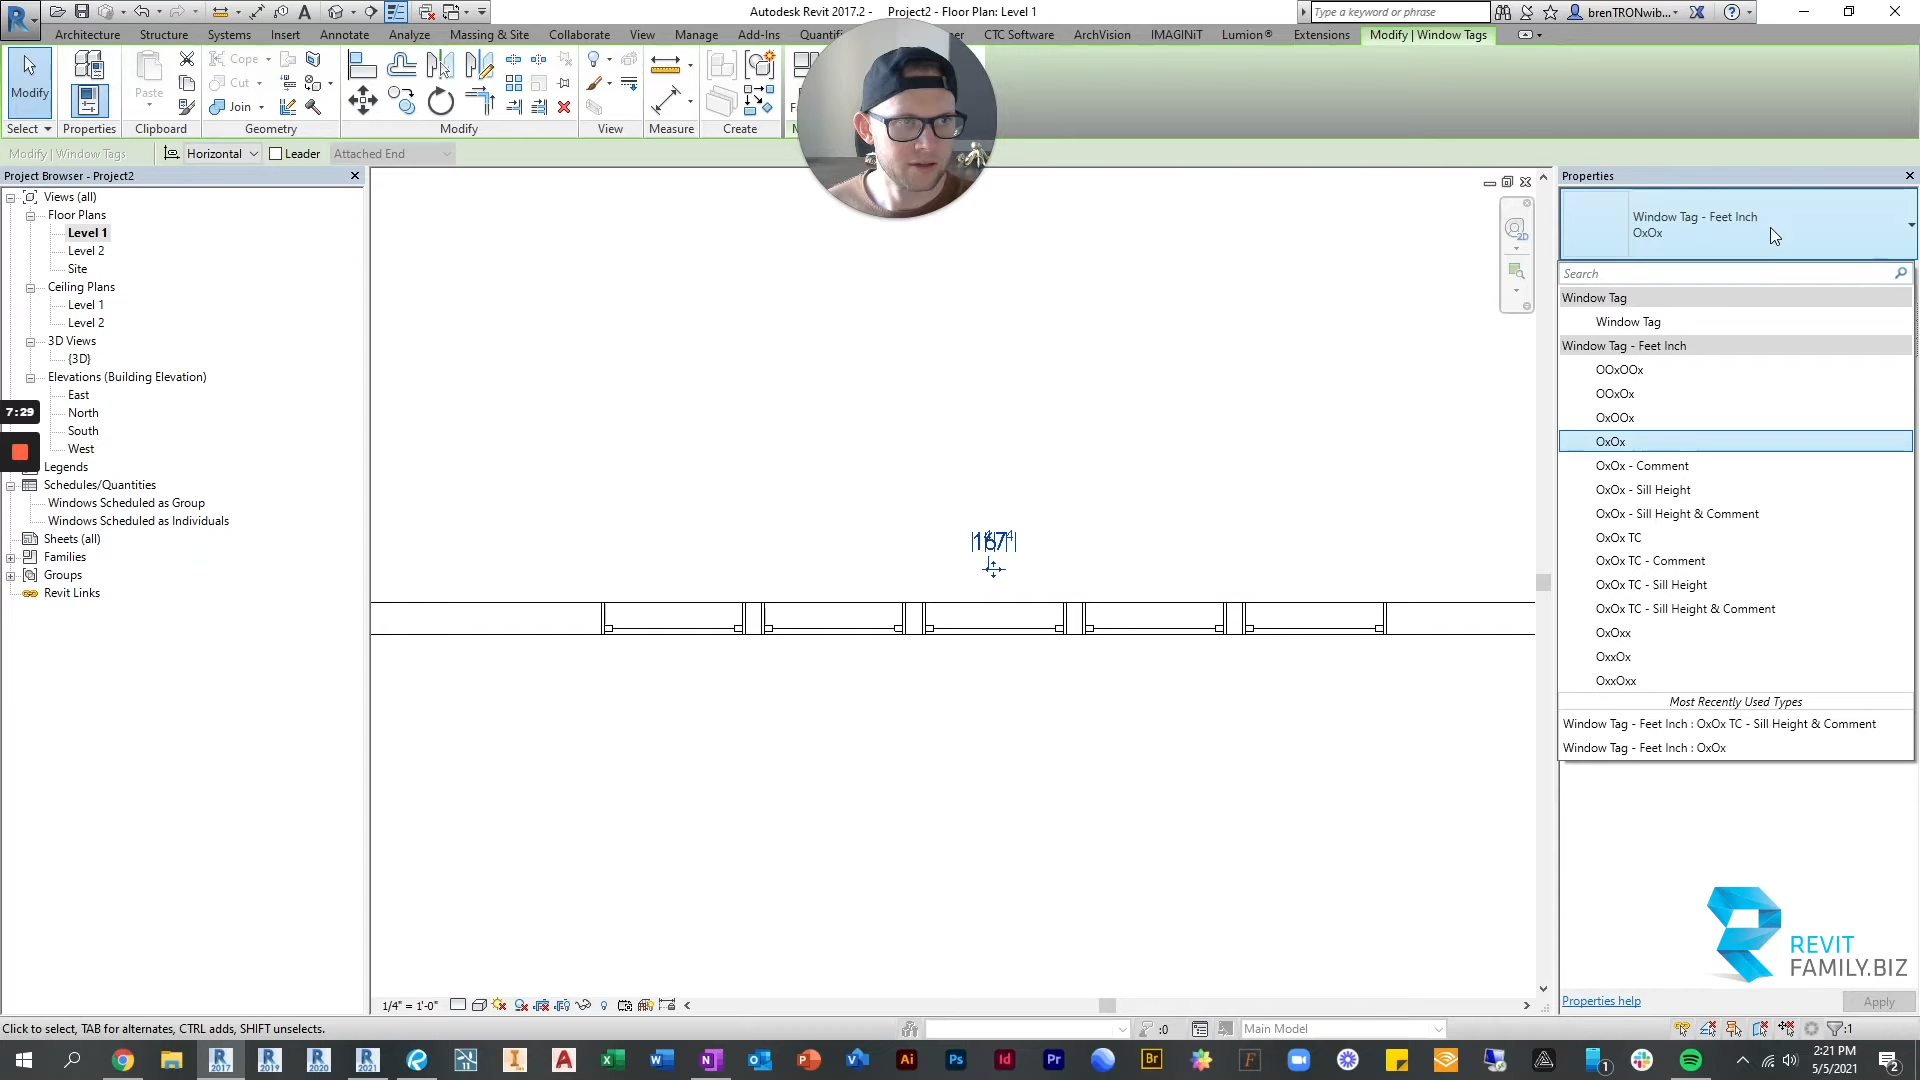 Autodesk Revit 2017.2 -     Project2 - Floor Plan: Level 1
Type a keyword or phrase
brenTRONwib...
Architecture
Structure
Systems
Insert
Annotate
Analyze
Massing & Site
Collaborate
View
Manage
Add-Ins
CTC Software
ArchVision
IMAGINiT
Lumion®
Extensions
Modify | Window Tags
Modify
Paste
Cope
Cut
Join
Select
Properties
Clipboard
Geometry
Modify
View
Measure
Create
Modify | Window Tags
Horizontal
Leader
Attached End
Project Browser - Project2
Views (all)
Floor Plans
Level 1
Level 2
Site
Ceiling Plans
Level 1
Level 2
3D Views
{3D}
Elevations (Building Elevation)
East
North
South
West
Legends
Schedules/Quantities
Windows Scheduled as Group
Windows Scheduled as Individuals
Sheets (all)
Families
Groups
Revit Links
7:29
2D
Properties
Window Tag - Feet Inch
OxOx
Search
Window Tag
Window Tag
Window Tag - Feet Inch
OOxOOx
OOxOx
OxOOx
OxOx
OxOx - Comment
OxOx - Sill Height
OxOx - Sill Height & Comment
OxOx TC
OxOx TC - Comment
OxOx TC - Sill Height
OxOx TC - Sill Height & Comment
OxOxx
OxxOx
OxxOxx
Most Recently Used Types
Window Tag - Feet Inch : OxOx TC - Sill Height & Comment
Window Tag - Feet Inch : OxOx
REVIT
FAMILY.BIZ
Properties help
Apply
1/4" = 1'-0"
Click to select, TAB for alternates, CTRL adds, SHIFT unselects.
:0
Main Model
:1
2017
2019
2020
2021
2:21 PM
5/5/2021